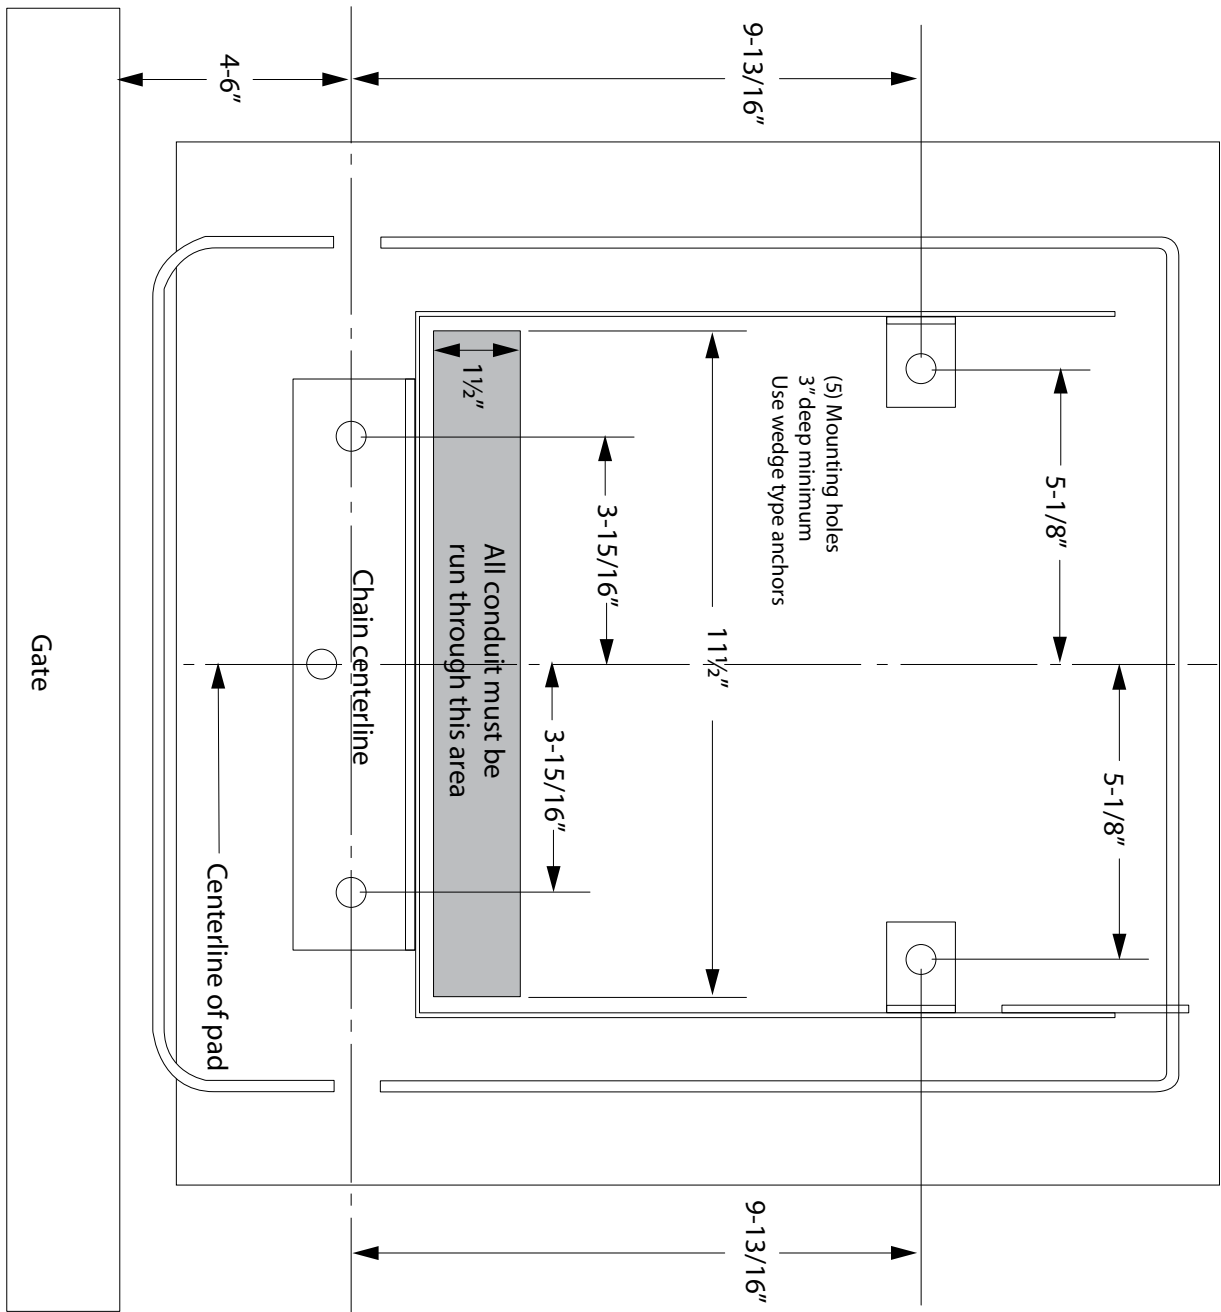 5-1/8"
5-1/8"
9-13/16"
9-13/16"
(5) Mounting holes
3" deep minimum
Use wedge type anchors
11½"
3-15/16"
3-15/16"
All conduit must be
run through this area
1½"
Chain centerline
4-6"
Centerline of pad
Gate